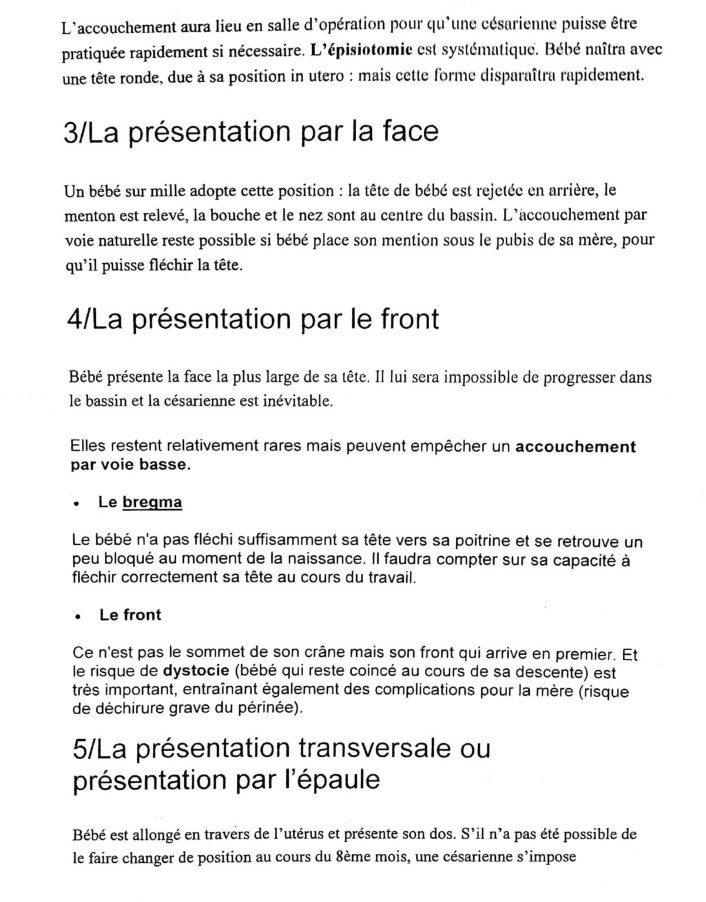 L'accouchement aura lieu en salle d'opération pour qu'une césarienne puisse être
pratiquée rapidement si nécessaire. L'épisiotomie est systématique. Bébé naîtra avec
une tête ronde, due à sa position in utero : mais cette forme disparaîtra rapidement.
3/La présentation par la face
Un bébé sur mille adopte cette position : la tête de bébé est rejetée en arrière, le
menton est relevé, la bouche et le nez sont au centre du bassin. L'accouchement par
voie naturelle reste possible si bébé place son mention sous le pubis de sa mère, pour
qu'il puisse fléchir la tête.
4/La présentation par le front
Bébé présente la face la plus large de sa tête. Il lui sera impossible de progresser dans
le bassin et la césarienne est inévitable.
Elles restent relativement rares mais peuvent empêcher un accouchement
par voie basse.
• Le bregma
Le bébé n'a pas fléchi suffisamment sa tête vers sa poitrine et se retrouve un
peu bloqué au moment de la naissance. Il faudra compter sur sa capacité à
fléchir correctement sa tête au cours du travail.
• Le front
Ce n'est pas le sommet de son crâne mais son front qui arrive en premier. Et
le risque de dystocie (bébé qui reste coincé au cours de sa descente) est
très important, entraînant également des complications pour la mère (risque
de déchirure grave du périnée).
5/La présentation transversale ou
présentation par l'épaule
Bébé est allongé en travers de l'utérus et présente son dos. S'il n'a pas été possible de
le faire changer de position au cours du 8ème mois, une césarienne s'impose